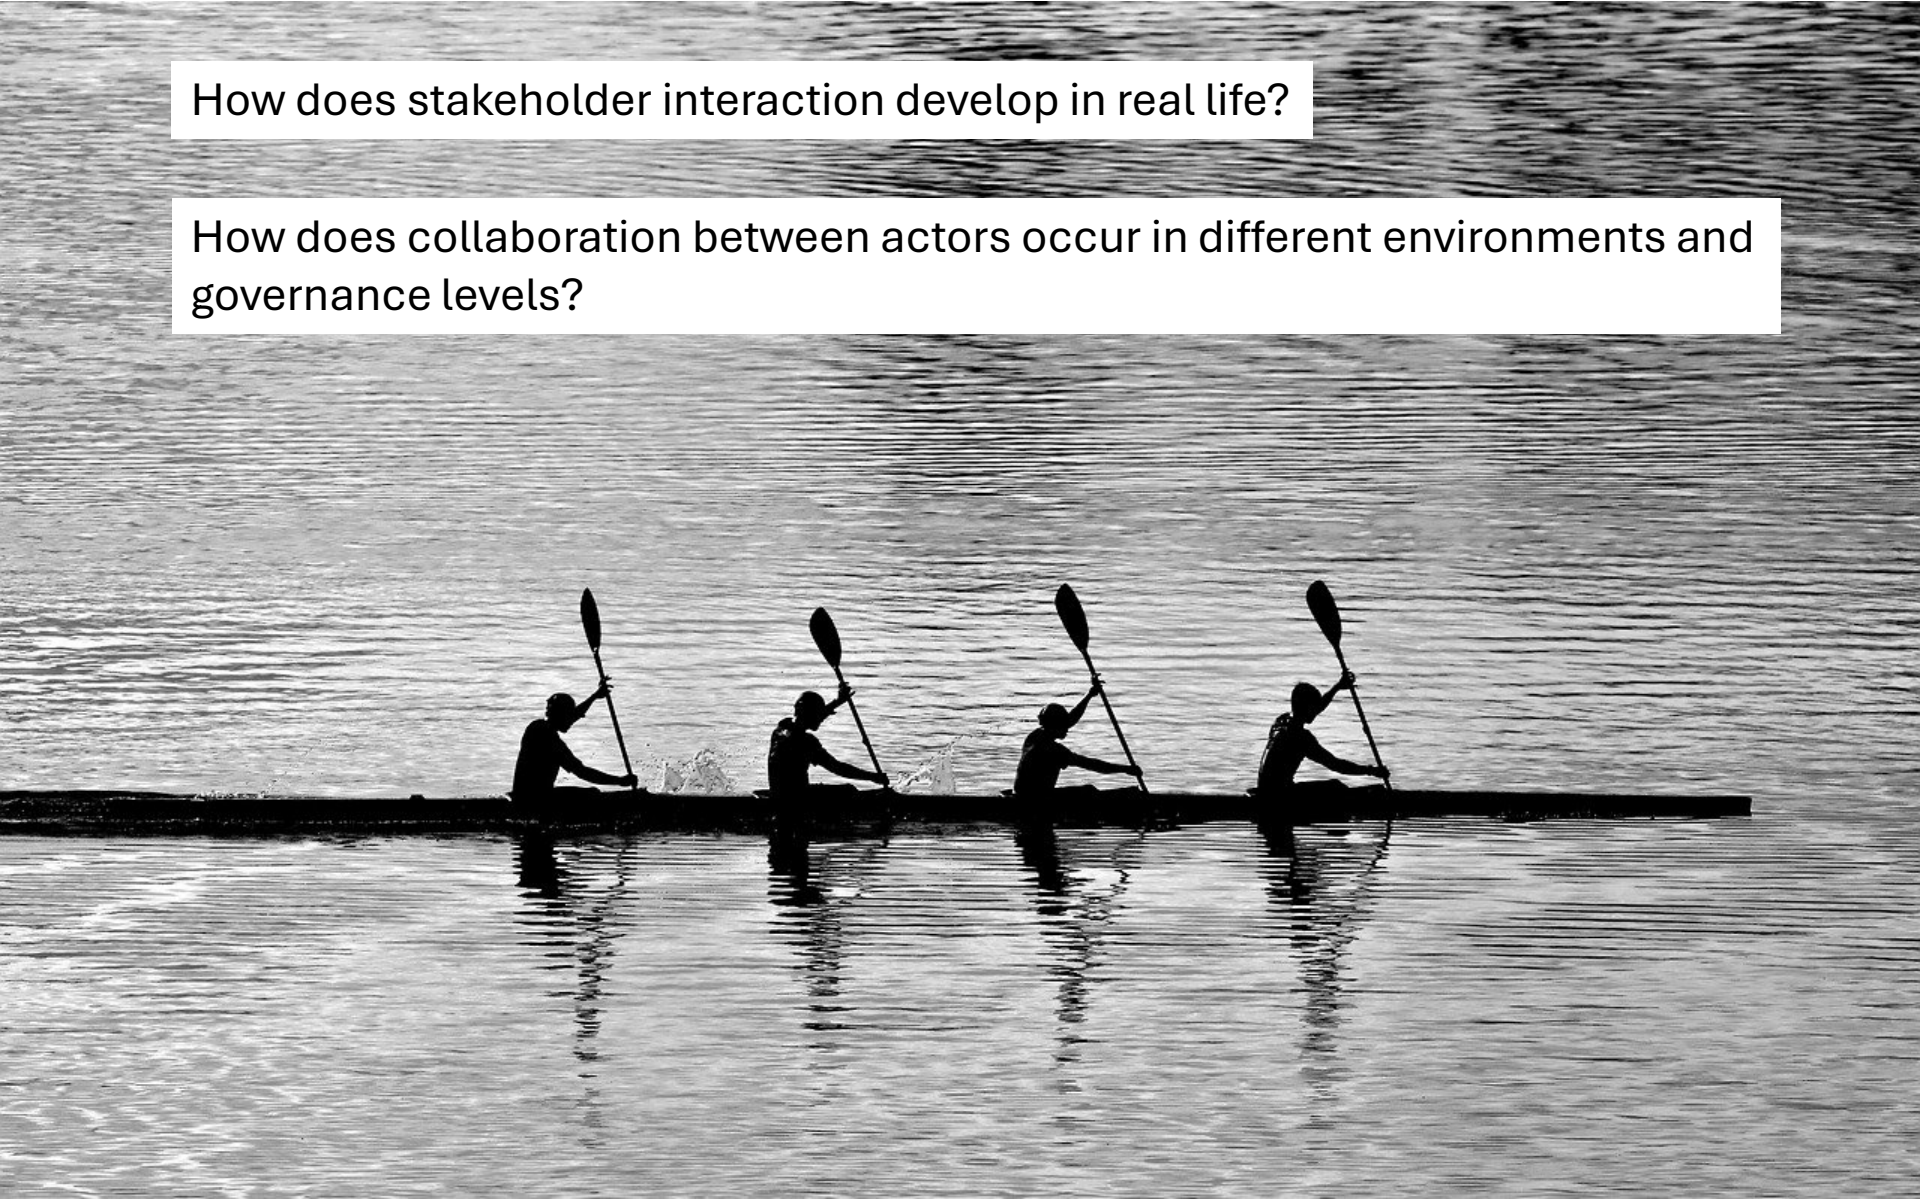 How does stakeholder interaction develop in real life?
How does collaboration between actors occur in different environments and
governance levels?